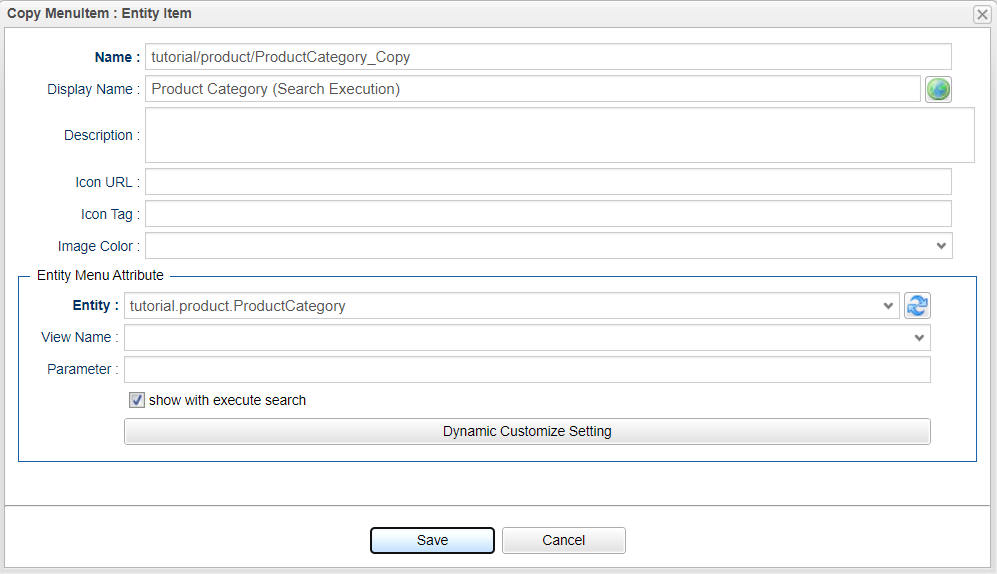 Copy MenuItem : Entity Item
Name : tutorial/product/ProductCategory_Copy
Display Name : Product Category (Search Execution)
Description :
Icon URL :
Icon Tag :
Image Color :
Entity Menu Attribute
Entity : tutorial.product.ProductCategory
View Name :
Parameter :
show with execute search
Dynamic Customize Setting
Save Cancel